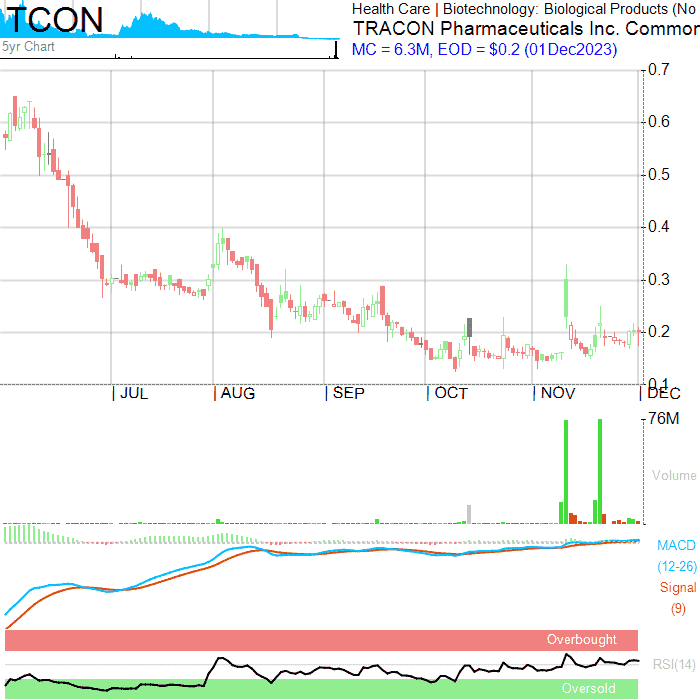 TCON
5yr Chart
Health Care | Biotechnology: Biological Products (No
TRACON Pharmaceuticals Inc. Common
MC = 6.3M, EOD = $0.2 (01Dec2023)
0.7
0.6
0.5
0.4
0.3
0.2
0.1
| JUL | AUG | SEP | OCT | NOV | DEC
76M
Volume
MACD
(12-26)
Signal
(9)
Overbought
RSI(14)
Oversold